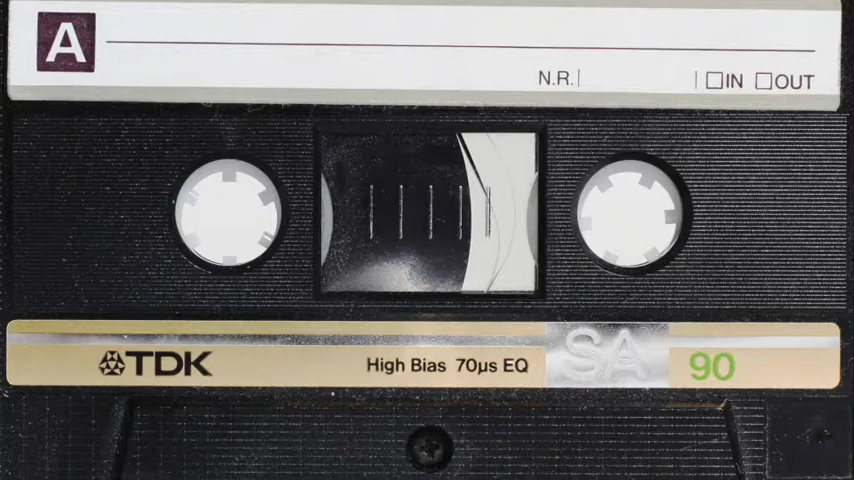 A
N.R. IN OUT
TDK High Bias 70µs EQ SA 90